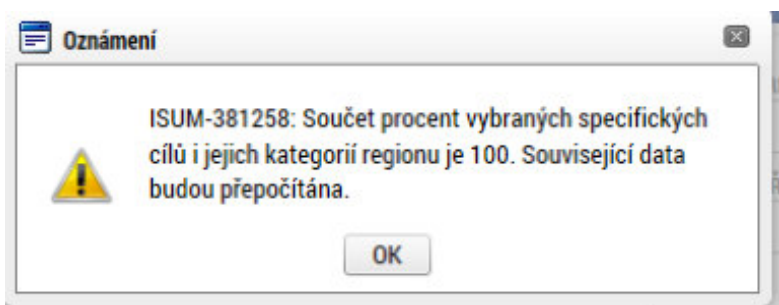 Oznámení
ISUM-381258: Součet procent vybraných specifických
cílů i jejich kategorií regionu je 100. Související data
budou přepočítána.
OK